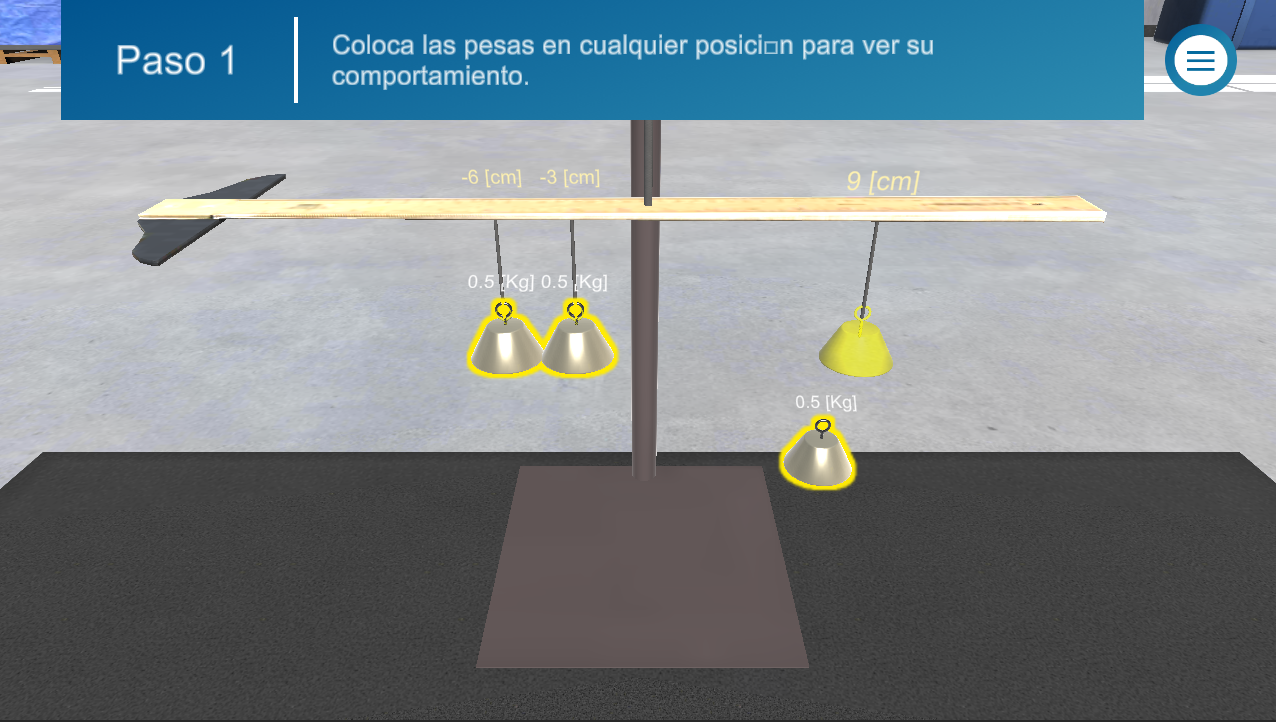 Paso 1
Coloca las pesas en cualquier posici□n para ver su
comportamiento.
-6 [cm] -3 [cm]
9 [cm]
0.5 [Kg] 0.5 [Kg]
0.5 [Kg]